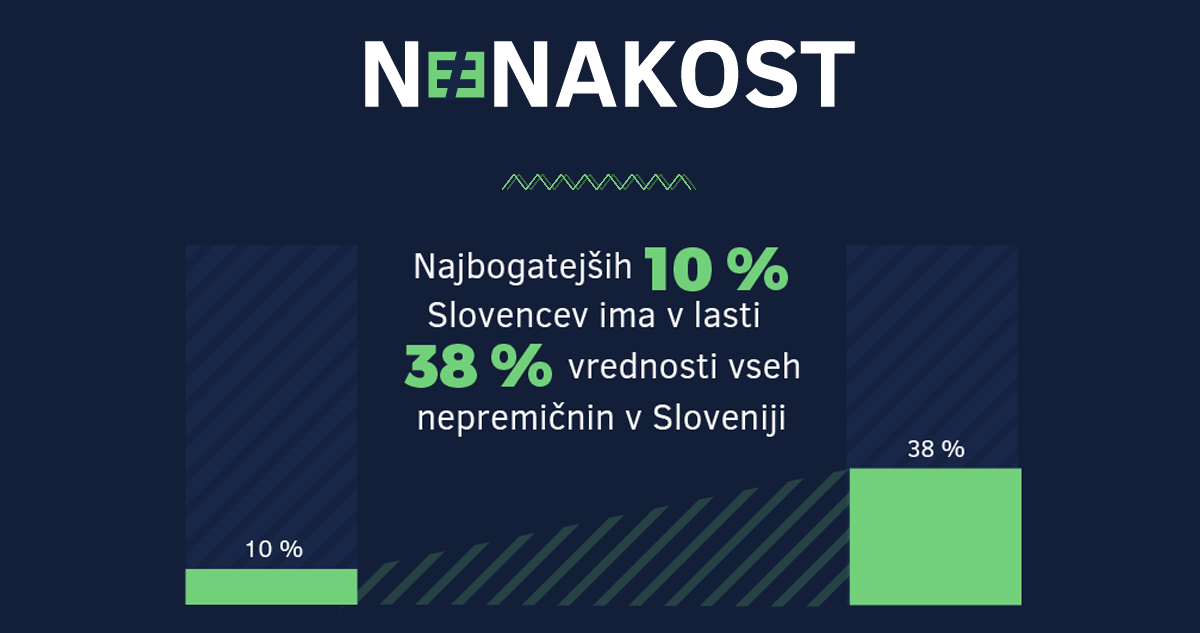 NEENAKOST
Najbogatejših 10 %
Slovencev ima v lasti
38 % vrednosti vseh
nepremičnin v Sloveniji
38 %
10 %